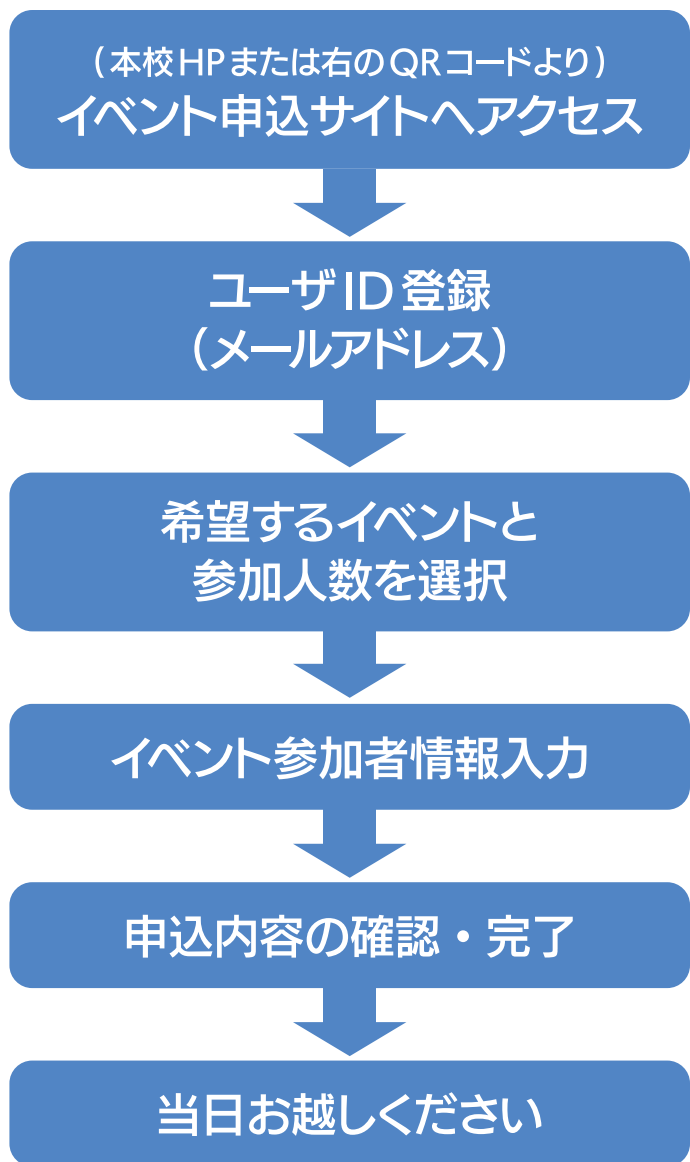 （本校HPまたは右のQRコードより）
イベント申込サイトへアクセス
ユーザID登録
（メールアドレス）
希望するイベントと
参加人数を選択
イベント参加者情報入力
申込内容の確認・完了
当日お越しください